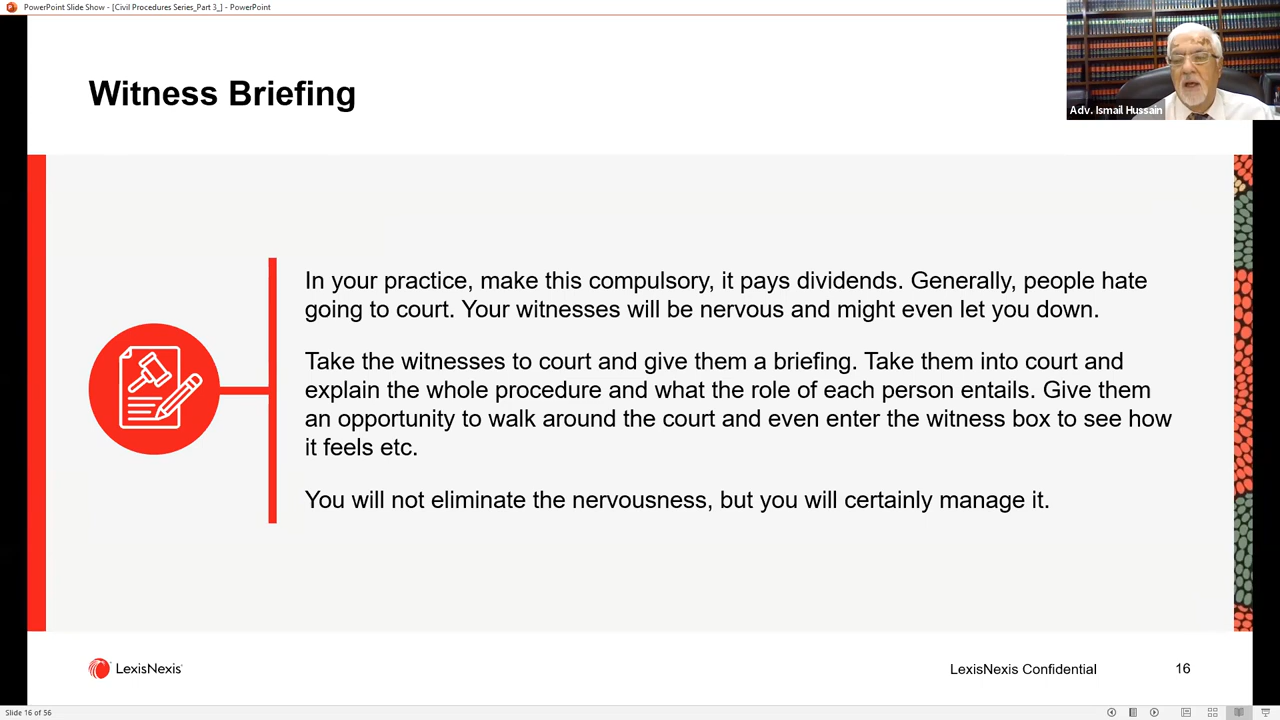 PowerPoint Slide Show - [Civil Procedures Series_Part 3_] - PowerPoint
Adv. Ismail Hussain
Witness Briefing
In your practice, make this compulsory, it pays dividends. Generally, people hate
going to court. Your witnesses will be nervous and might even let you down.
Take the witnesses to court and give them a briefing. Take them into court and
explain the whole procedure and what the role of each person entails. Give them
an opportunity to walk around the court and even enter the witness box to see how
it feels etc.
You will not eliminate the nervousness, but you will certainly manage it.
LexisNexis
LexisNexis Confidential
16
Slide 16 of 56